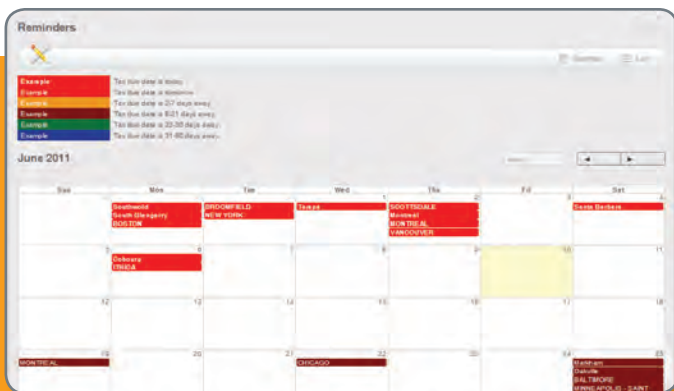 Reminders
Calendar List
Example Tax due date is today
Example Tax due date is tomorrow
Example Tax due date is 2-7 days away
Example Tax due date is 8-21 days away
Example Tax due date is 22-30 days away
Example Tax due date is 31-60 days away
June 2011
Sun Mon Tue Wed Thu Fri Sat
1 2 3 4
Southwold BROOMFIELD Tampa SCOTTSDALE Santa Barbara
South Glengarry NEW YORK Montreal
BOSTON MONTREAL
VANCOUVER
5 6 7 8 9 10 11
Cobourg
ITHICA
12 13 14 15 16 17 18
19 20 21 22 23 24 25
MONTREAL CHICAGO Markham
Oakville
BALTIMORE
MINNEAPOLIS - SAINT